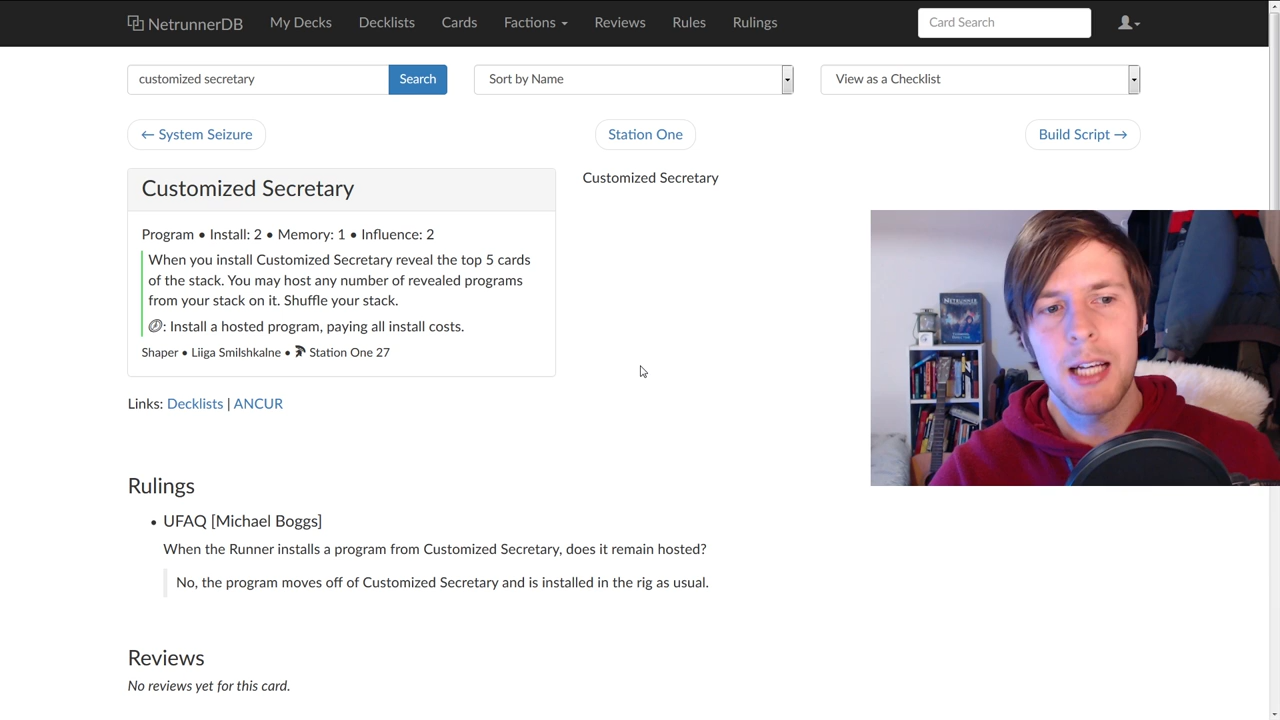 NetrunnerDB My Decks Decklists Cards Factions Reviews Rules Rulings Card Search
customized secretary Search Sort by Name View as a Checklist
← System Seizure Station One Build Script →
Customized Secretary
Customized Secretary
Program • Install: 2 • Memory: 1 • Influence: 2
When you install Customized Secretary reveal the top 5 cards
of the stack. You may host any number of revealed programs
from your stack on it. Shuffle your stack.
: Install a hosted program, paying all install costs.
Shaper • Liiga Smilshkalne • Station One 27
Links: Decklists | ANCUR
NETRUNNER
Rulings
• UFAQ [Michael Boggs]
When the Runner installs a program from Customized Secretary, does it remain hosted?
No, the program moves off of Customized Secretary and is installed in the rig as usual.
Reviews
No reviews yet for this card.